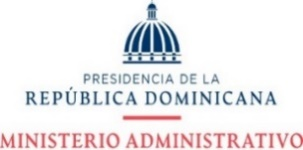 PRESIDENCIA DE LA
REPÚBLICA DOMINICANA
MINISTERIO ADMINISTRATIVO